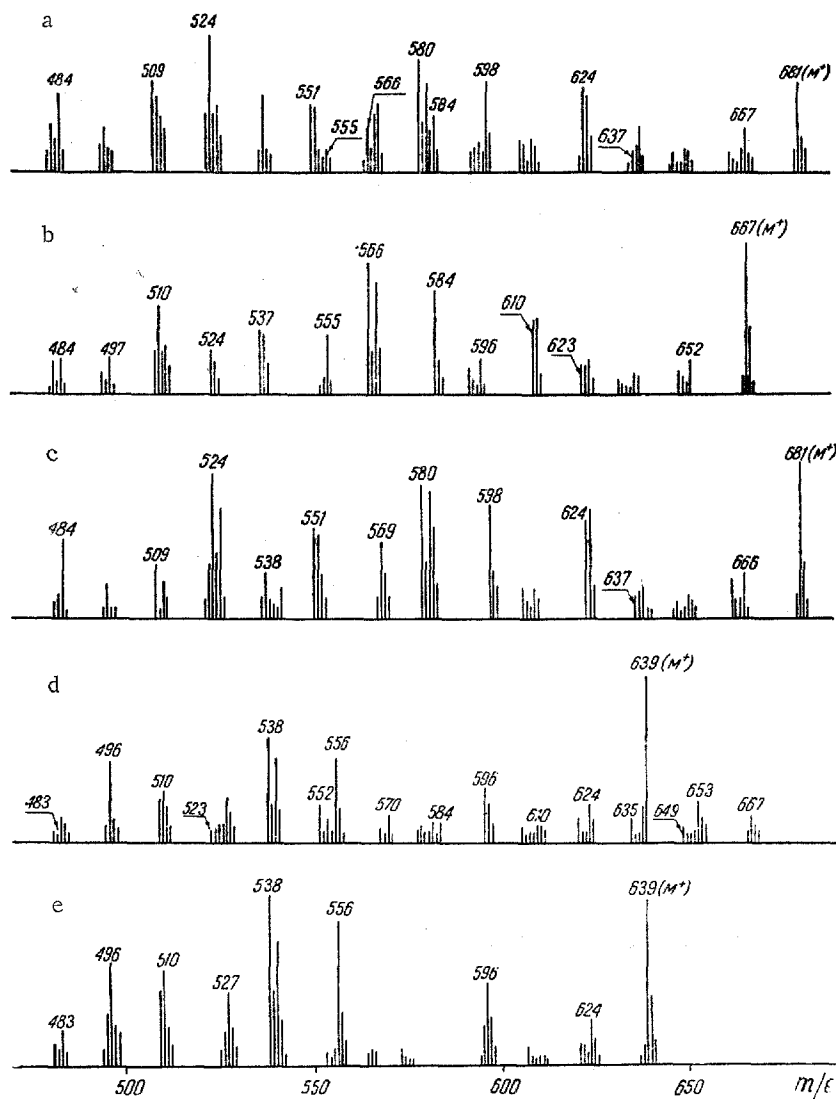 a
484 509 524 551 555 566 580 584 598 624 637 667 681(M⁺)
b
484 497 510 524 537 555 566 584 596 610 623 652 667(M⁺)
c
484 509 524 538 551 569 580 598 624 637 666 681(M⁺)
d
483 496 510 523 538 552 556 570 584 596 610 624 635 639(M⁺) 649 653 667
e
483 496 510 527 538 556 596 624 639(M⁺)
500 550 600 650 m/e